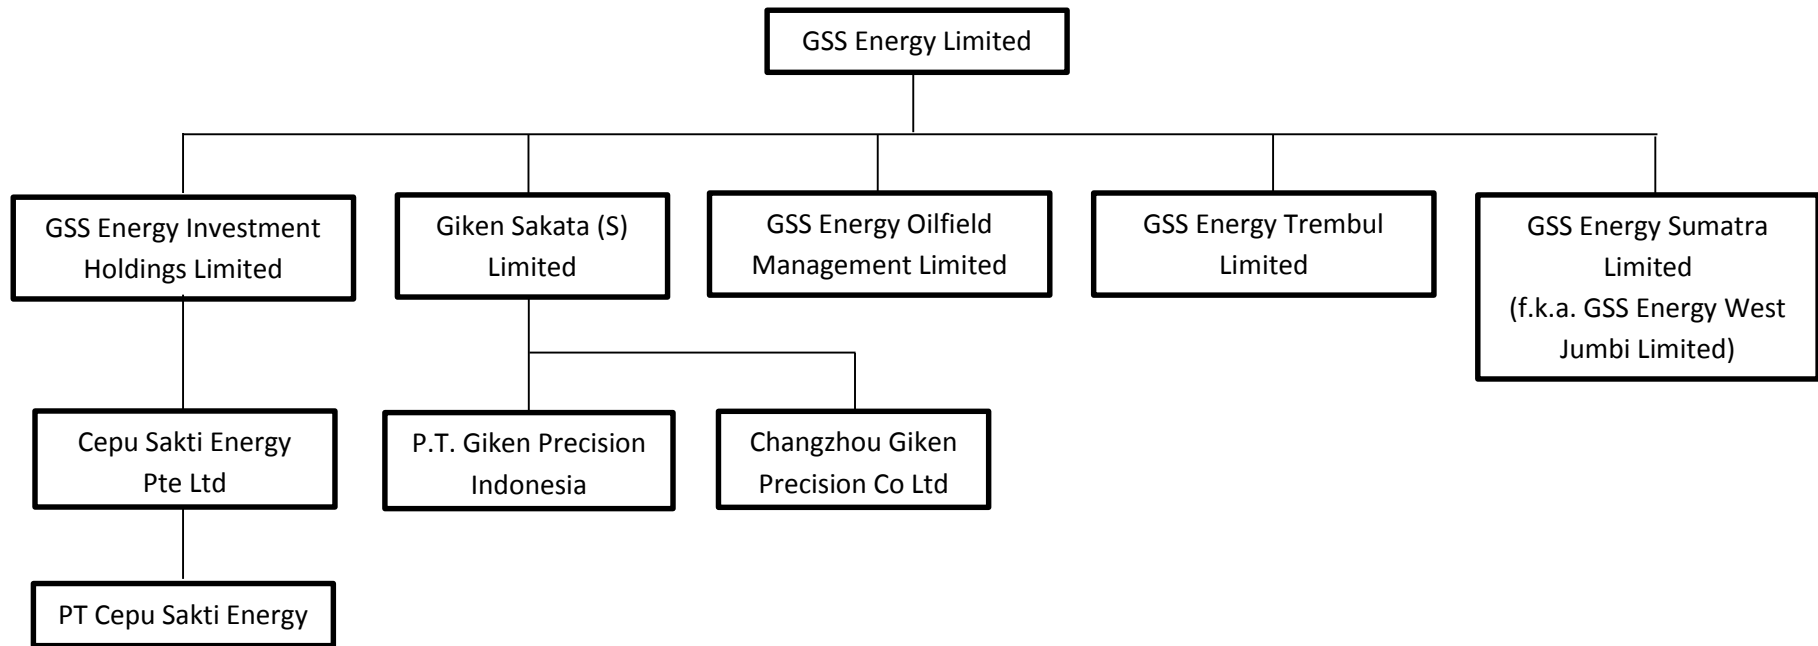 GSS Energy Limited
GSS Energy Investment
Holdings Limited
Giken Sakata (S)
Limited
GSS Energy Oilfield
Management Limited
GSS Energy Trembul
Limited
GSS Energy Sumatra
Limited
(f.k.a. GSS Energy West
Jumbi Limited)
Cepu Sakti Energy
Pte Ltd
P.T. Giken Precision
Indonesia
Changzhou Giken
Precision Co Ltd
PT Cepu Sakti Energy